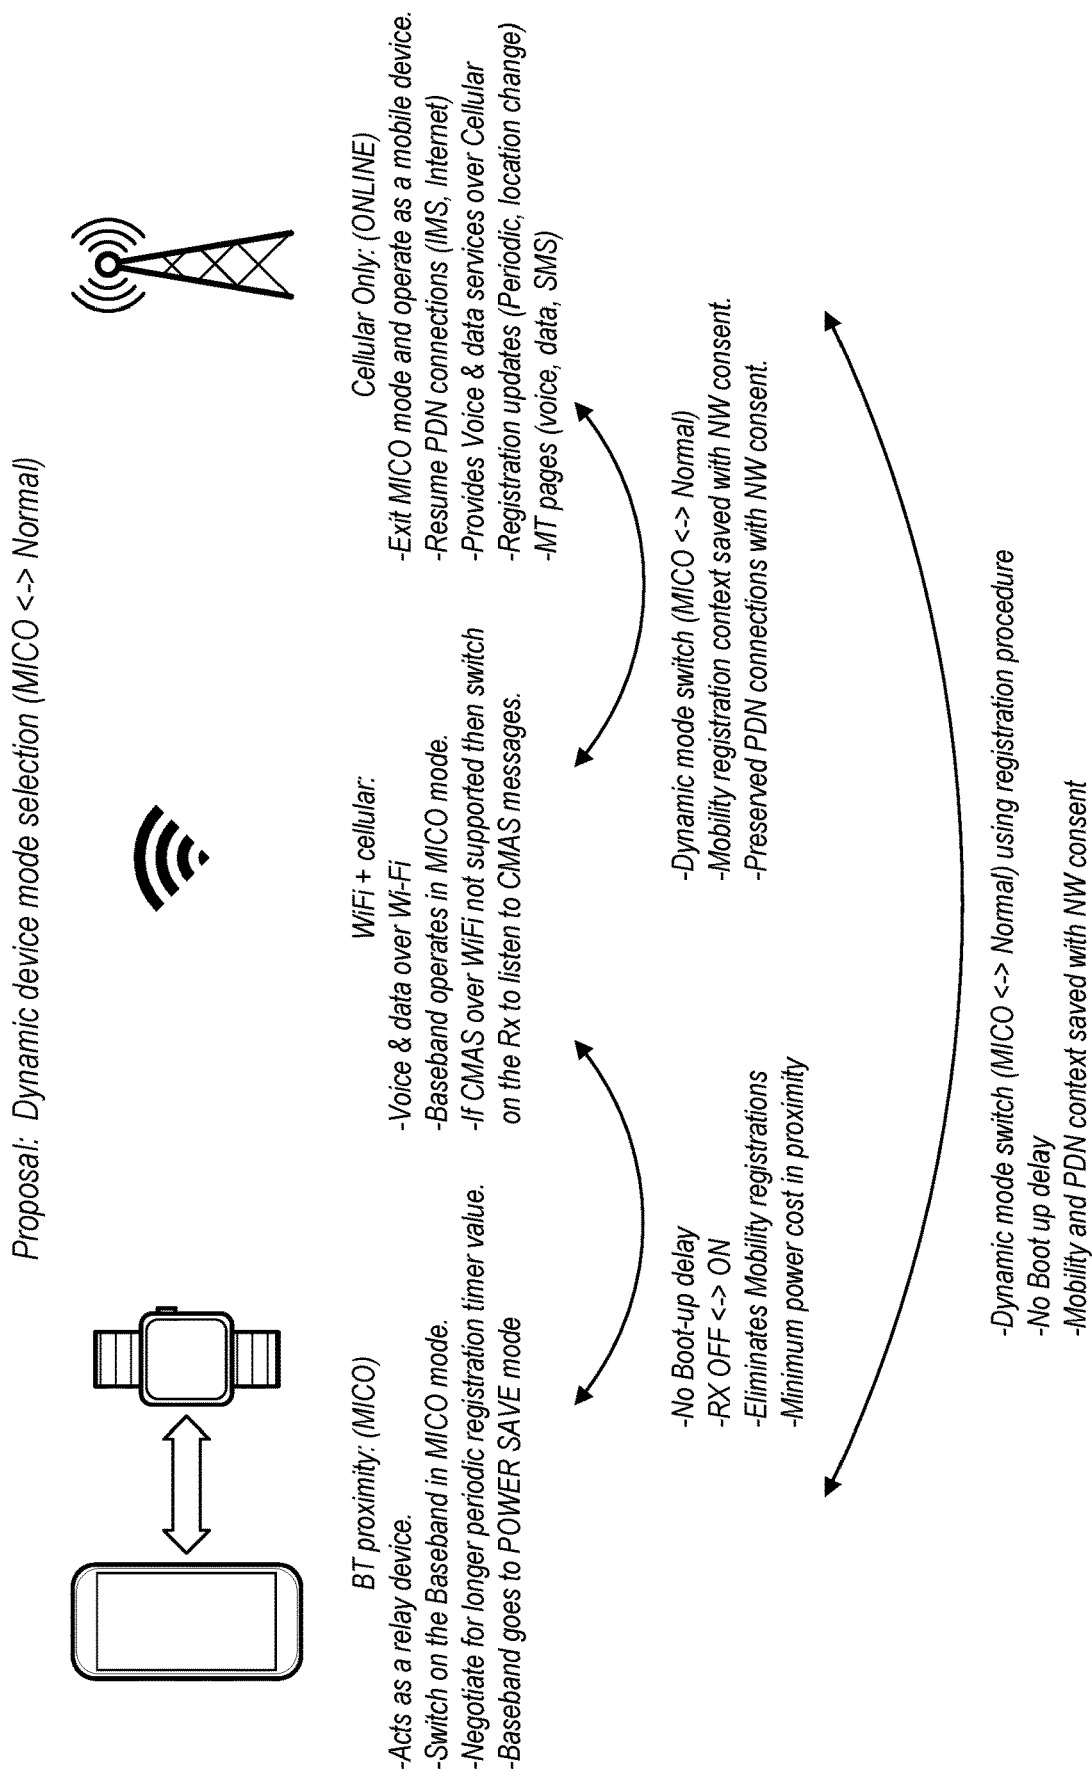 Proposal: Dynamic device mode selection (MICO <-> Normal)
BT proximity: (MICO)
-Acts as a relay device.
-Switch on the Baseband in MICO mode.
-Negotiate for longer periodic registration timer value.
-Baseband goes to POWER SAVE mode
WiFi + cellular:
-Voice & data over Wi-Fi
-Baseband operates in MICO mode.
-If CMAS over WiFi not supported then switch
on the Rx to listen to CMAS messages.
Cellular Only: (ONLINE)
-Exit MICO mode and operate as a mobile device.
-Resume PDN connections (IMS, Internet)
-Provides Voice & data services over Cellular
-Registration updates (Periodic, location change)
-MT pages (voice, data, SMS)
-No Boot-up delay
-RX OFF <-> ON
-Eliminates Mobility registrations
-Minimum power cost in proximity
-Dynamic mode switch (MICO <-> Normal)
-Mobility registration context saved with NW consent.
-Preserved PDN connections with NW consent.
-Dynamic mode switch (MICO <-> Normal) using registration procedure
-No Boot up delay
-Mobility and PDN context saved with NW consent